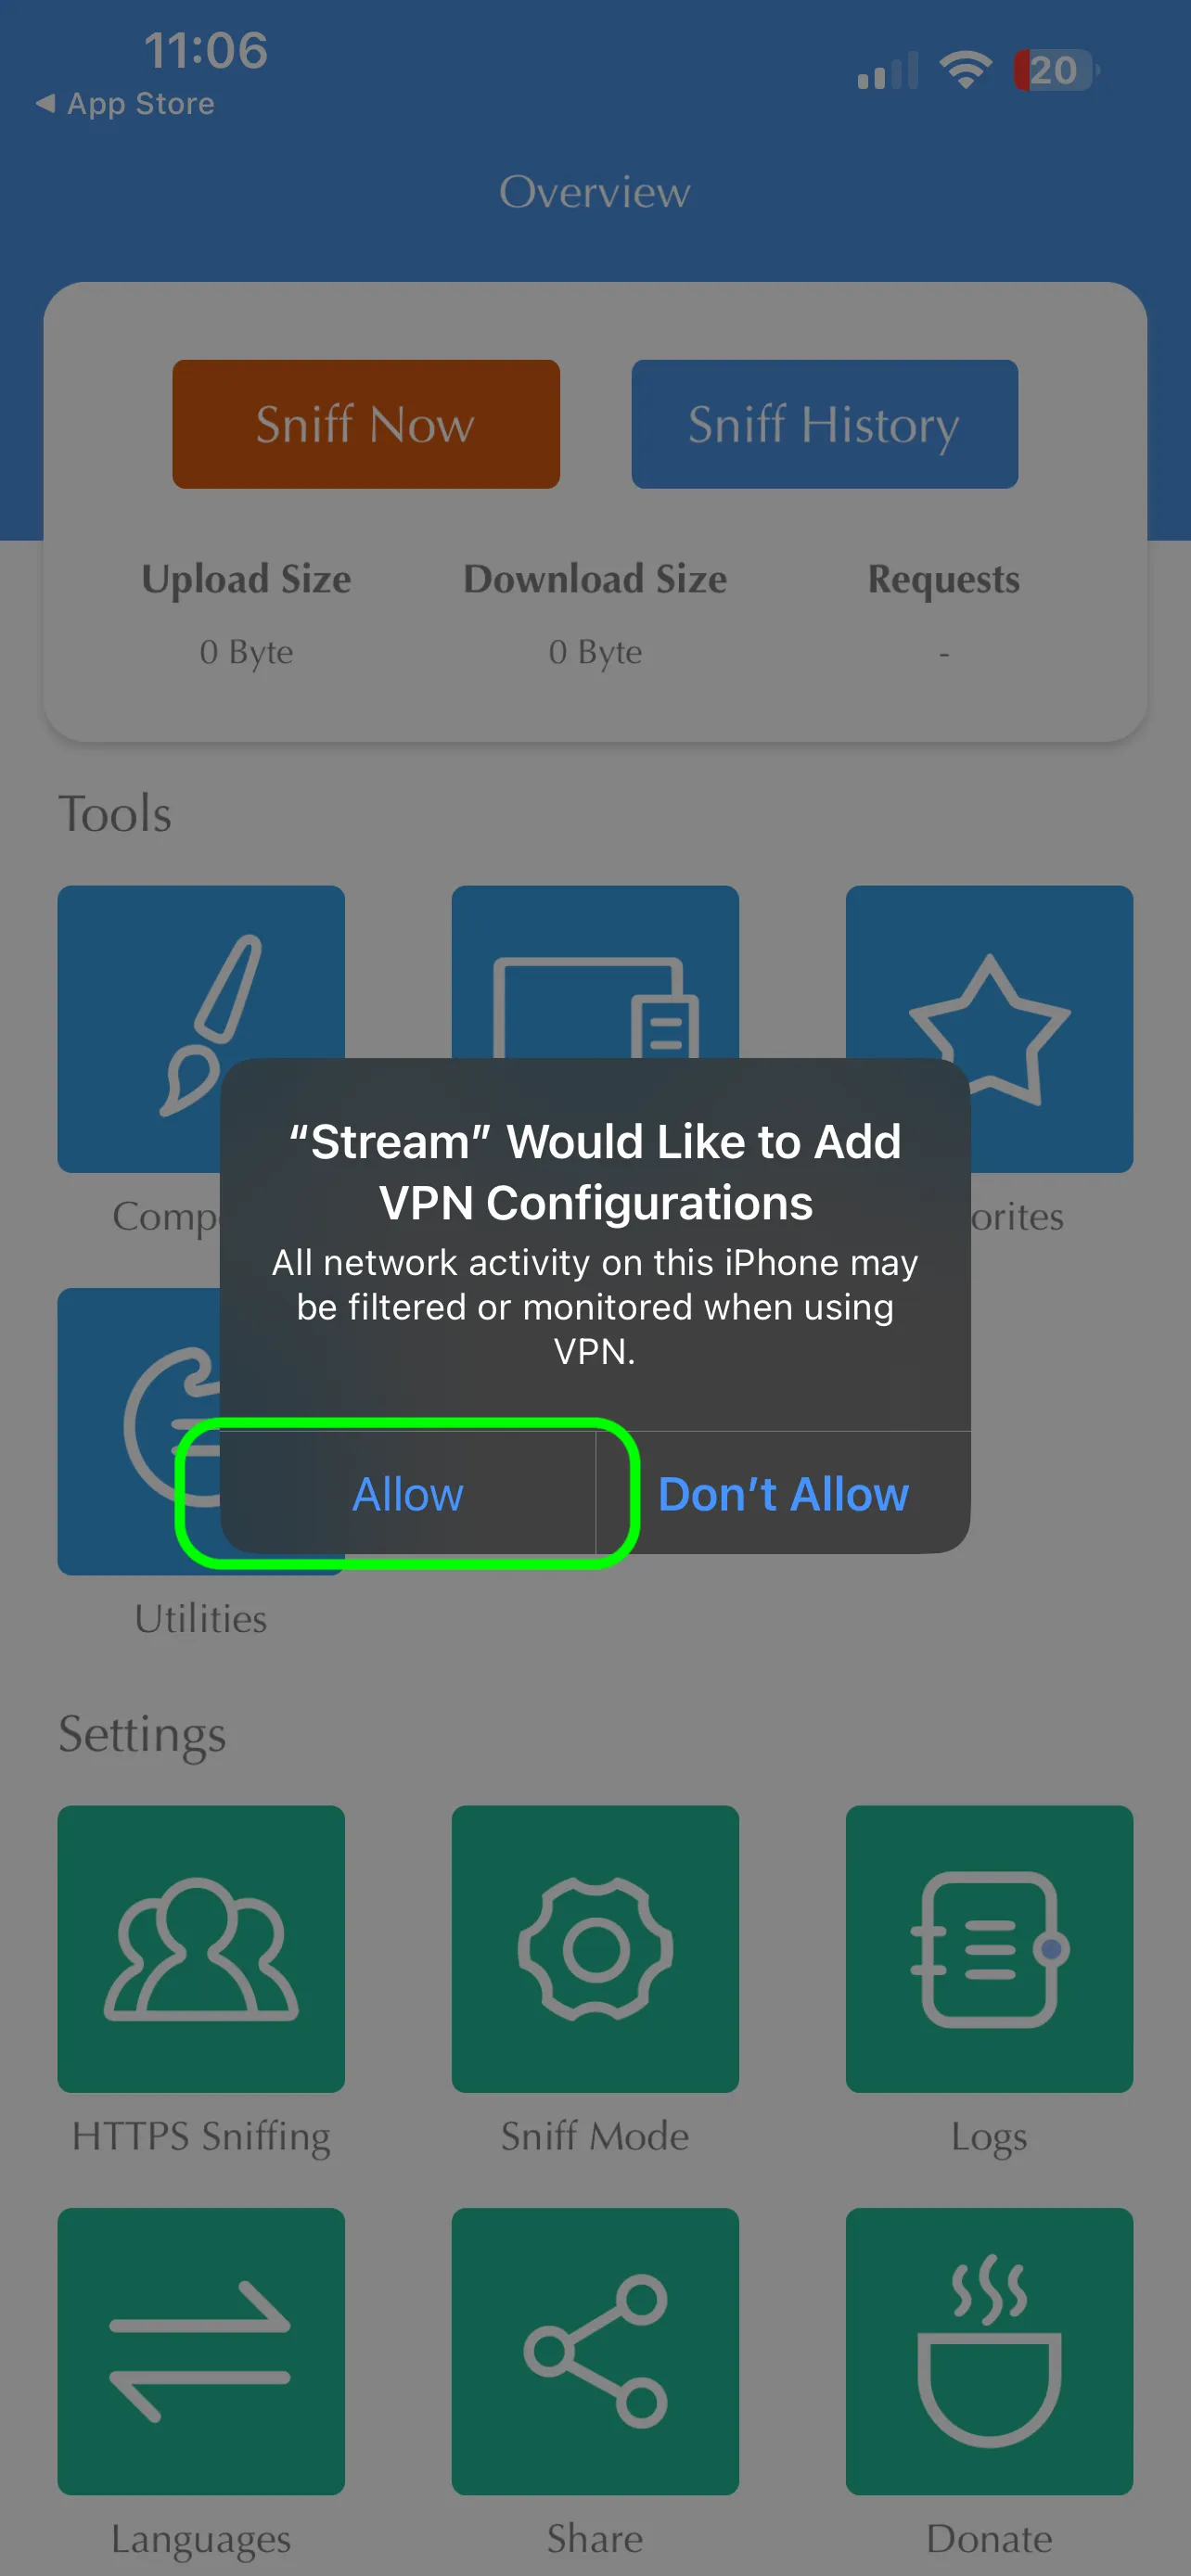 11:06
20
◀ App Store
Overview
Sniff Now
Sniff History
Upload Size
Download Size
Requests
0 Byte
0 Byte
-
Tools
Comp
orites
“Stream” Would Like to Add
VPN Configurations
All network activity on this iPhone may
be filtered or monitored when using
VPN.
Allow
Don’t Allow
Utilities
Settings
HTTPS Sniffing
Sniff Mode
Logs
Languages
Share
Donate